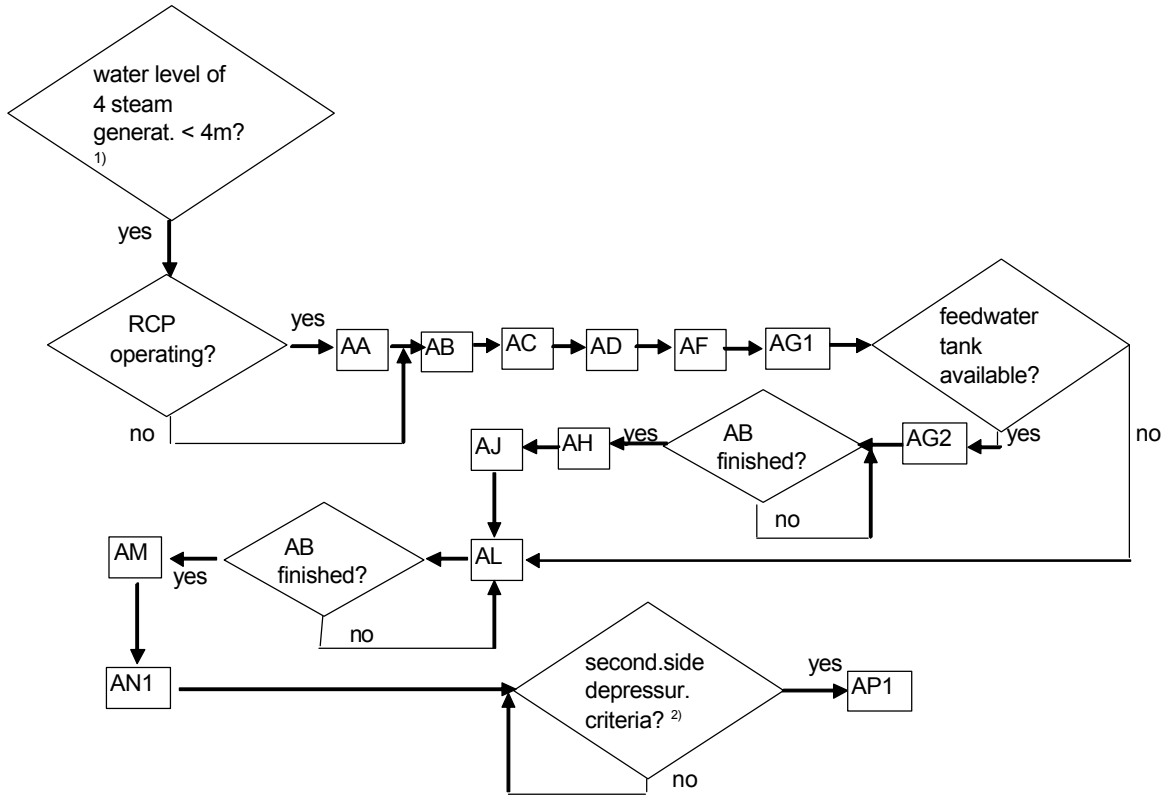 water level of
4 steam
generat. < 4m?
1)
yes
RCP
operating?
yes
no
AA
AB
AC
AD
AF
AG1
feedwater
tank
available?
yes
no
AG2
AB
finished?
yes
no
AH
AJ
AL
AB
finished?
yes
no
AM
AN1
second.side
depressur.
criteria? 2)
yes
no
AP1